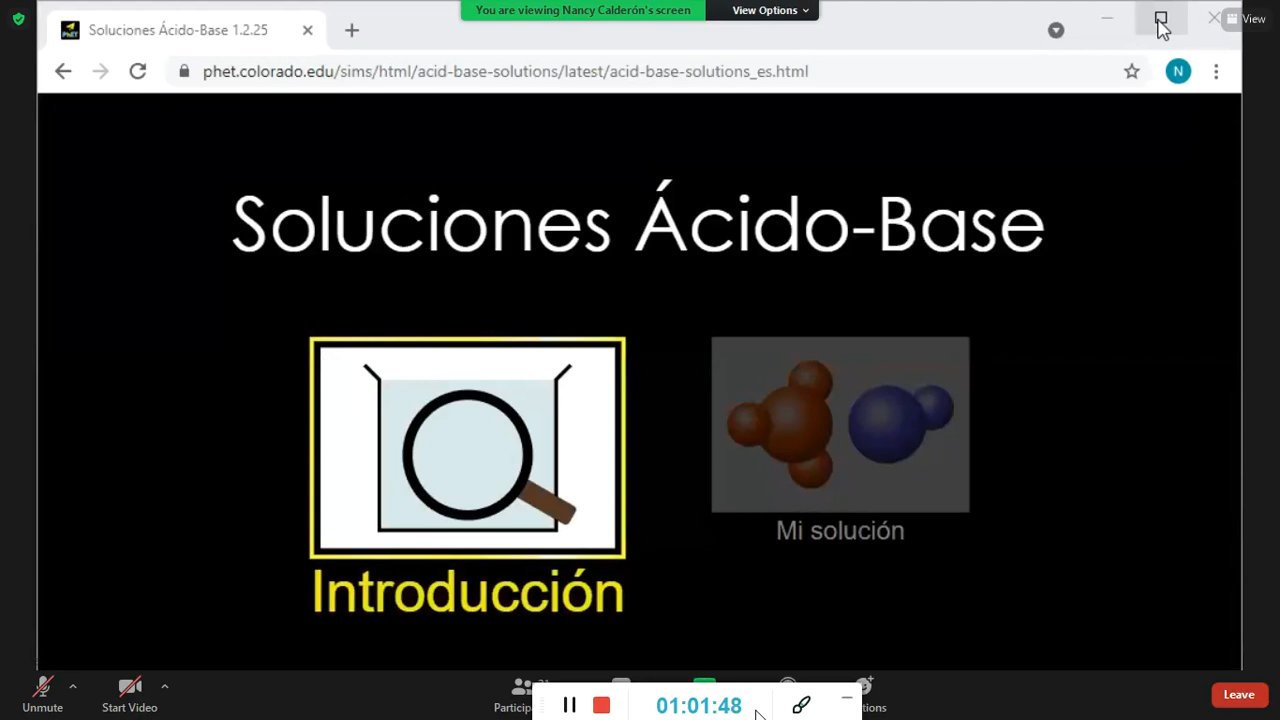 You are viewing Nancy Calderón's screen
View Options
View
Soluciones Ácido-Base 1.2.25
phet.colorado.edu/sims/html/acid-base-solutions/latest/acid-base-solutions_es.html
N
Soluciones Ácido-Base
Introducción
Mi solución
Unmute
Start Video
01:01:48
Leave